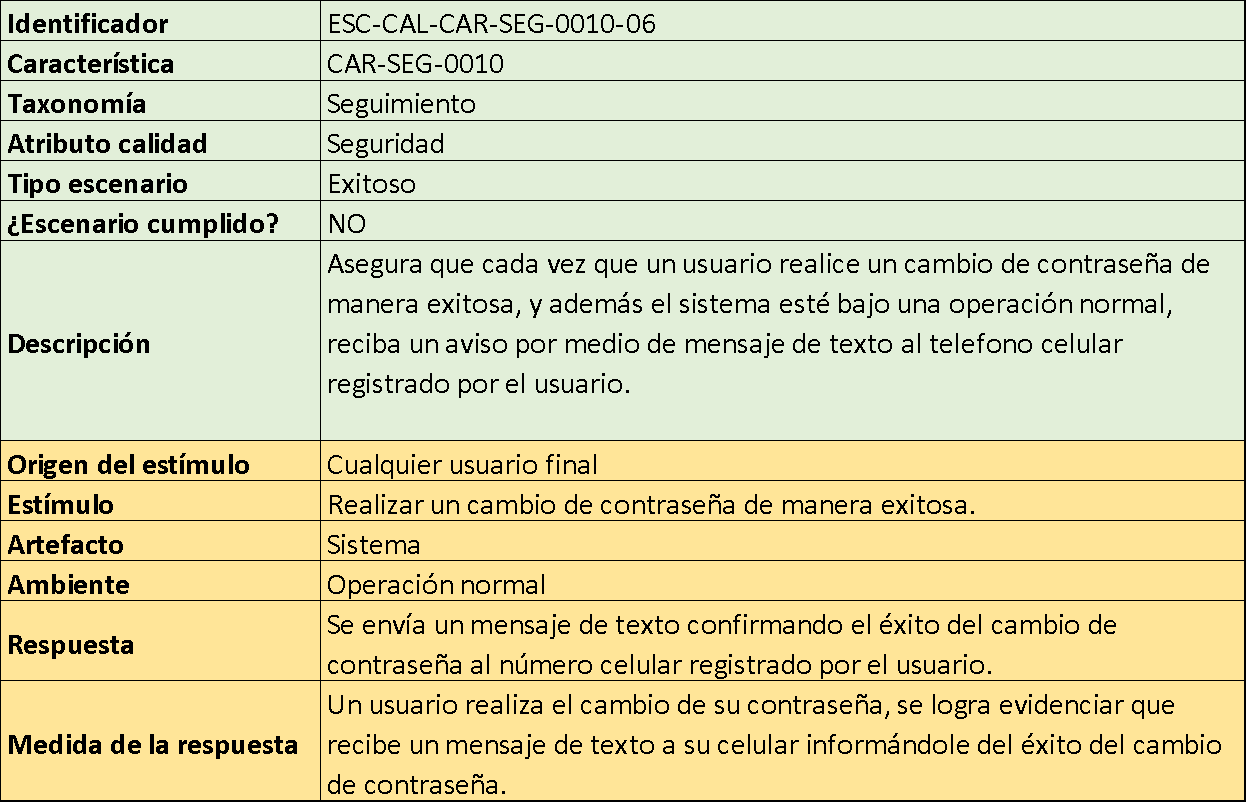 Identificador ESC-CAL-CAR-SEG-0010-06
Característica CAR-SEG-0010
Taxonomía Seguimiento
Atributo calidad Seguridad
Tipo escenario Exitoso
¿Escenario cumplido? NO
Descripción
Asegura que cada vez que un usuario realice un cambio de contraseña de
manera exitosa, y además el sistema esté bajo una operación normal,
reciba un aviso por medio de mensaje de texto al telefono celular
registrado por el usuario.
Origen del estímulo Cualquier usuario final
Estímulo Realizar un cambio de contraseña de manera exitosa.
Artefacto Sistema
Ambiente Operación normal
Respuesta
Se envía un mensaje de texto confirmando el éxito del cambio de
contraseña al número celular registrado por el usuario.
Medida de la respuesta
Un usuario realiza el cambio de su contraseña, se logra evidenciar que
recibe un mensaje de texto a su celular informándole del éxito del cambio
de contraseña.